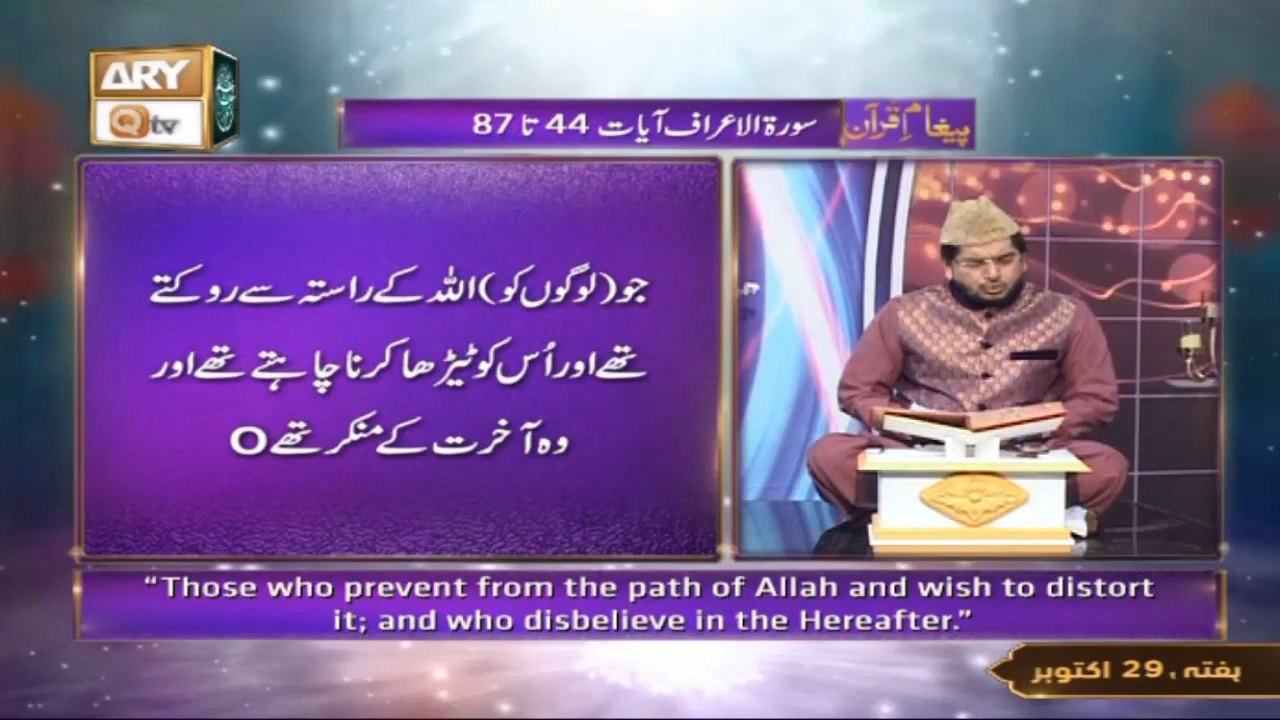 ARY
Qtv
پیغامِ قرآن
سورۃ الاعراف آیات 44 تا 87
جو (لوگوں کو) اللہ کے راستہ سے روکتے
تھے اور اُس کو ٹیڑھا کرنا چاہتے تھے اور
وہ آخرت کے منکر تھے O
“Those who prevent from the path of Allah and wish to distort
it; and who disbelieve in the Hereafter.”
ہفتہ، 29 اکتوبر